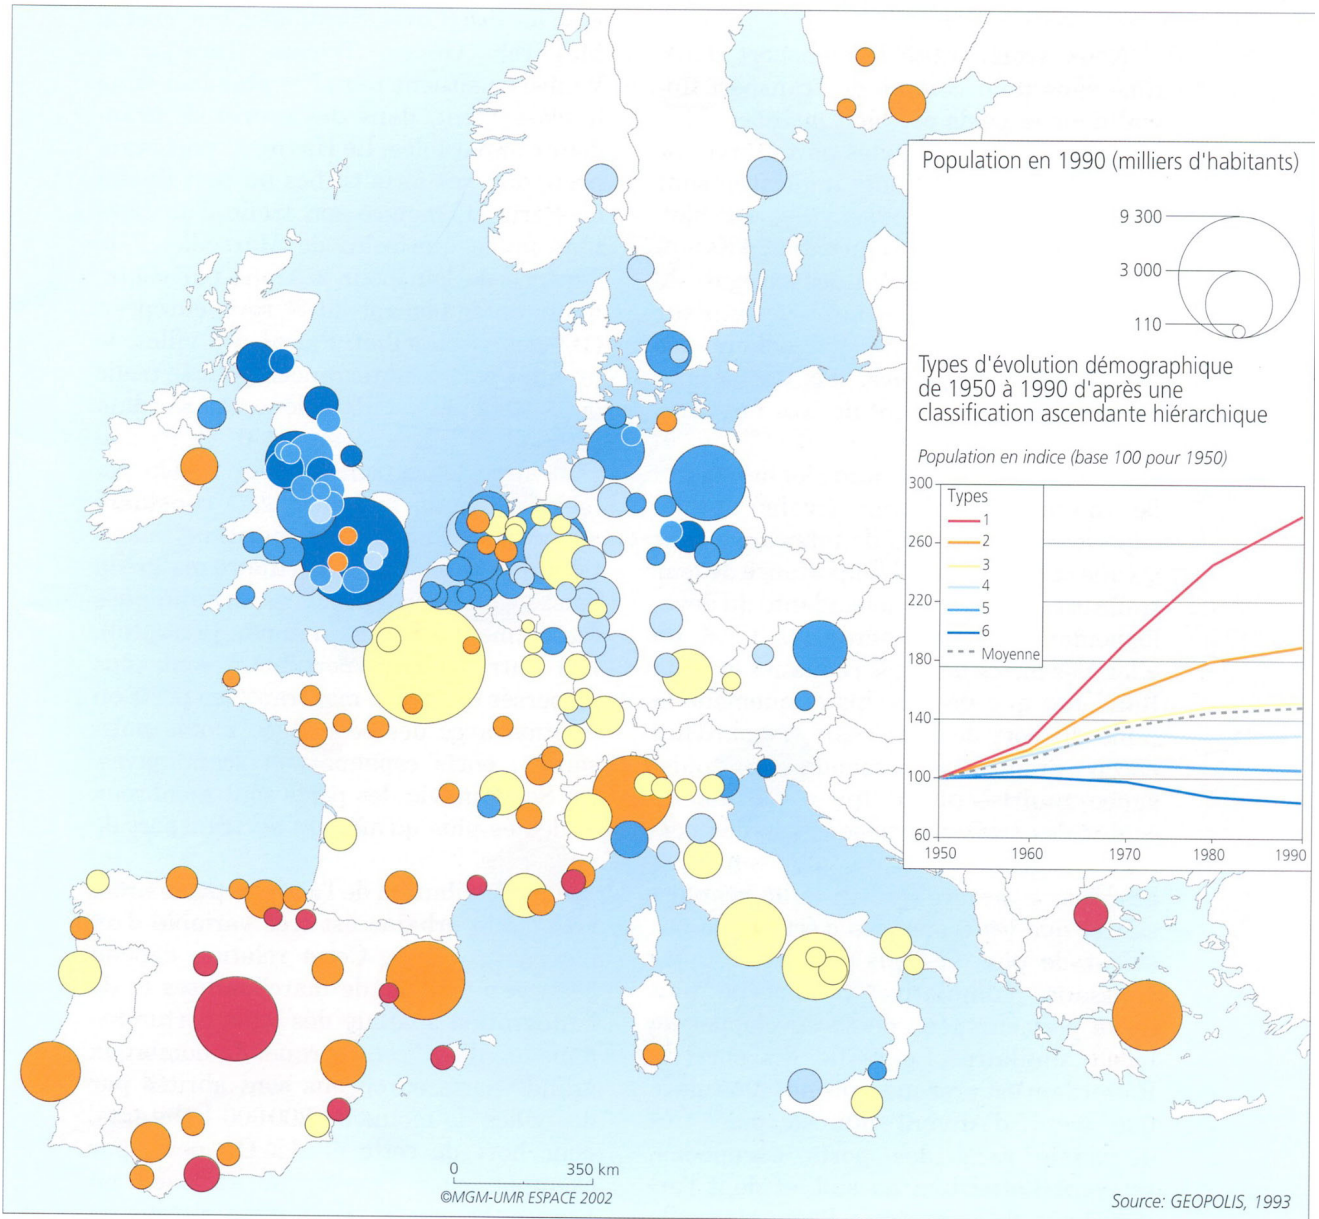 Population en 1990 (milliers d'habitants)
9 300
3 000
110
Types d'évolution démographique
de 1950 à 1990 d'après une
classification ascendante hiérarchique
Population en indice (base 100 pour 1950)
300
260
220
180
140
100
60
Types
1
2
3
4
5
6
Moyenne
1950
1960
1970
1980
1990
0
350 km
©MGM-UMR ESPACE 2002
Source: GEOPOLIS, 1993